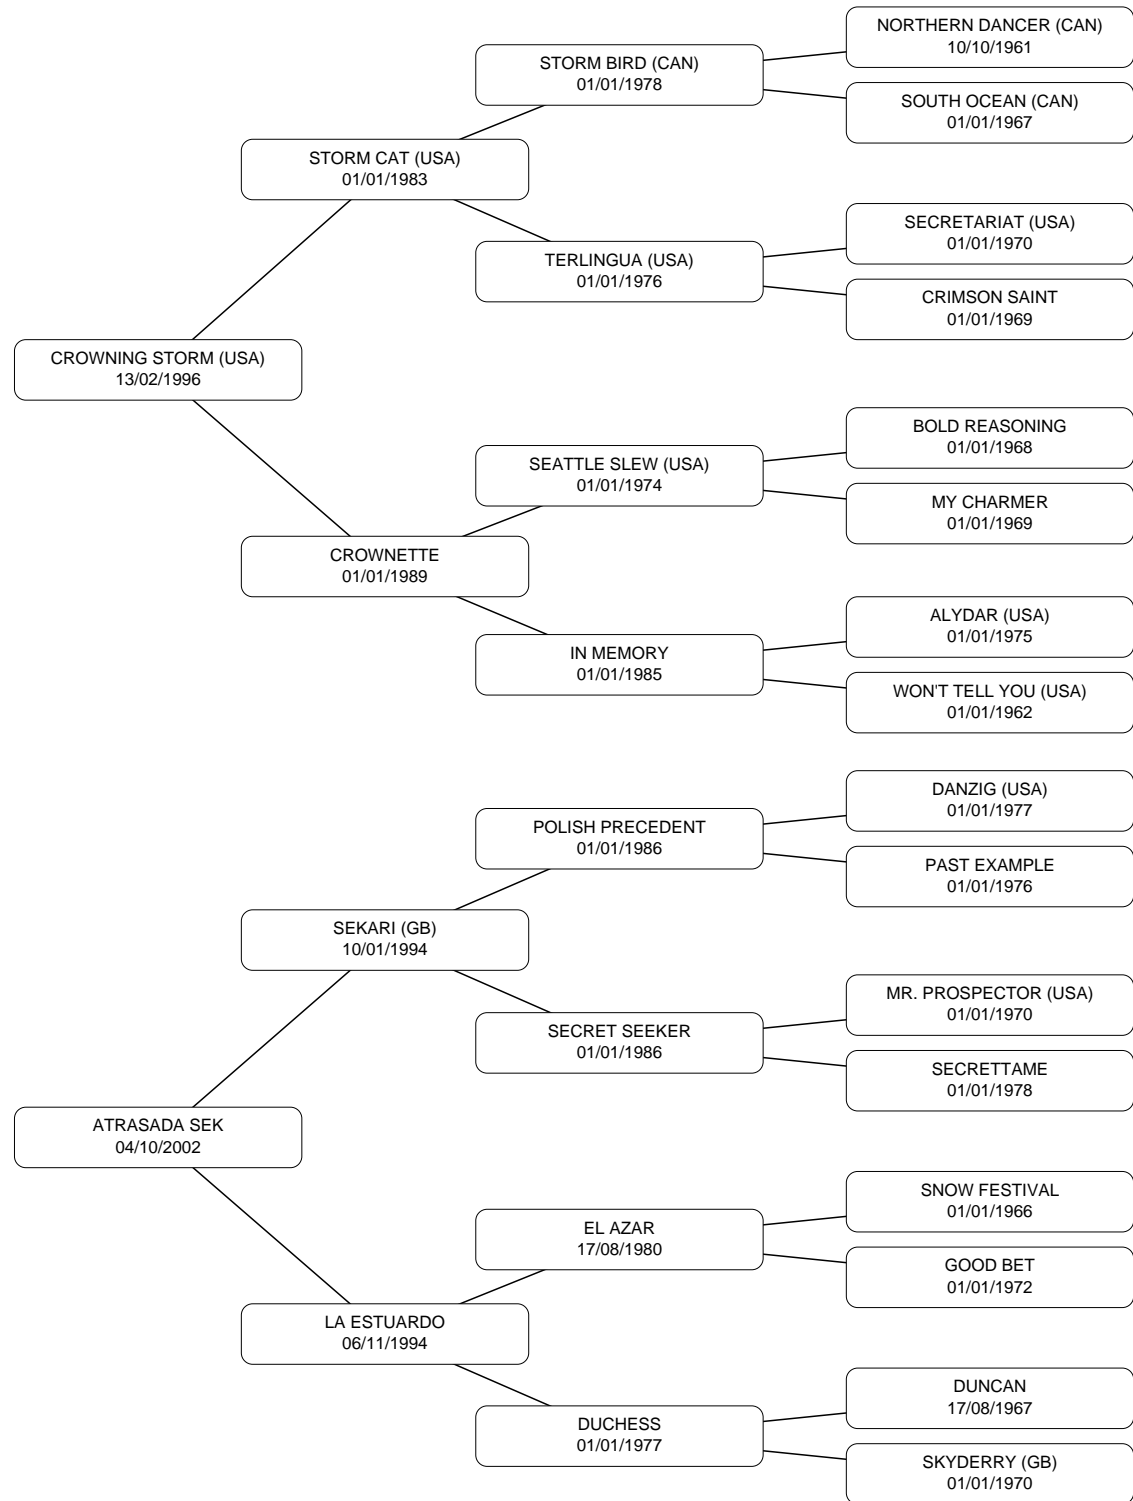 NORTHERN DANCER (CAN)
10/10/1961
STORM BIRD (CAN)
01/01/1978
SOUTH OCEAN (CAN)
01/01/1967
STORM CAT (USA)
01/01/1983
SECRETARIAT (USA)
01/01/1970
TERLINGUA (USA)
01/01/1976
CRIMSON SAINT
01/01/1969
CROWNING STORM (USA)
13/02/1996
BOLD REASONING
01/01/1968
SEATTLE SLEW (USA)
01/01/1974
MY CHARMER
01/01/1969
CROWNETTE
01/01/1989
ALYDAR (USA)
01/01/1975
IN MEMORY
01/01/1985
WON'T TELL YOU (USA)
01/01/1962
DANZIG (USA)
01/01/1977
POLISH PRECEDENT
01/01/1986
PAST EXAMPLE
01/01/1976
SEKARI (GB)
10/01/1994
MR. PROSPECTOR (USA)
01/01/1970
SECRET SEEKER
01/01/1986
SECRETTAME
01/01/1978
ATRASADA SEK
04/10/2002
SNOW FESTIVAL
01/01/1966
EL AZAR
17/08/1980
GOOD BET
01/01/1972
LA ESTUARDO
06/11/1994
DUNCAN
17/08/1967
DUCHESS
01/01/1977
SKYDERRY (GB)
01/01/1970